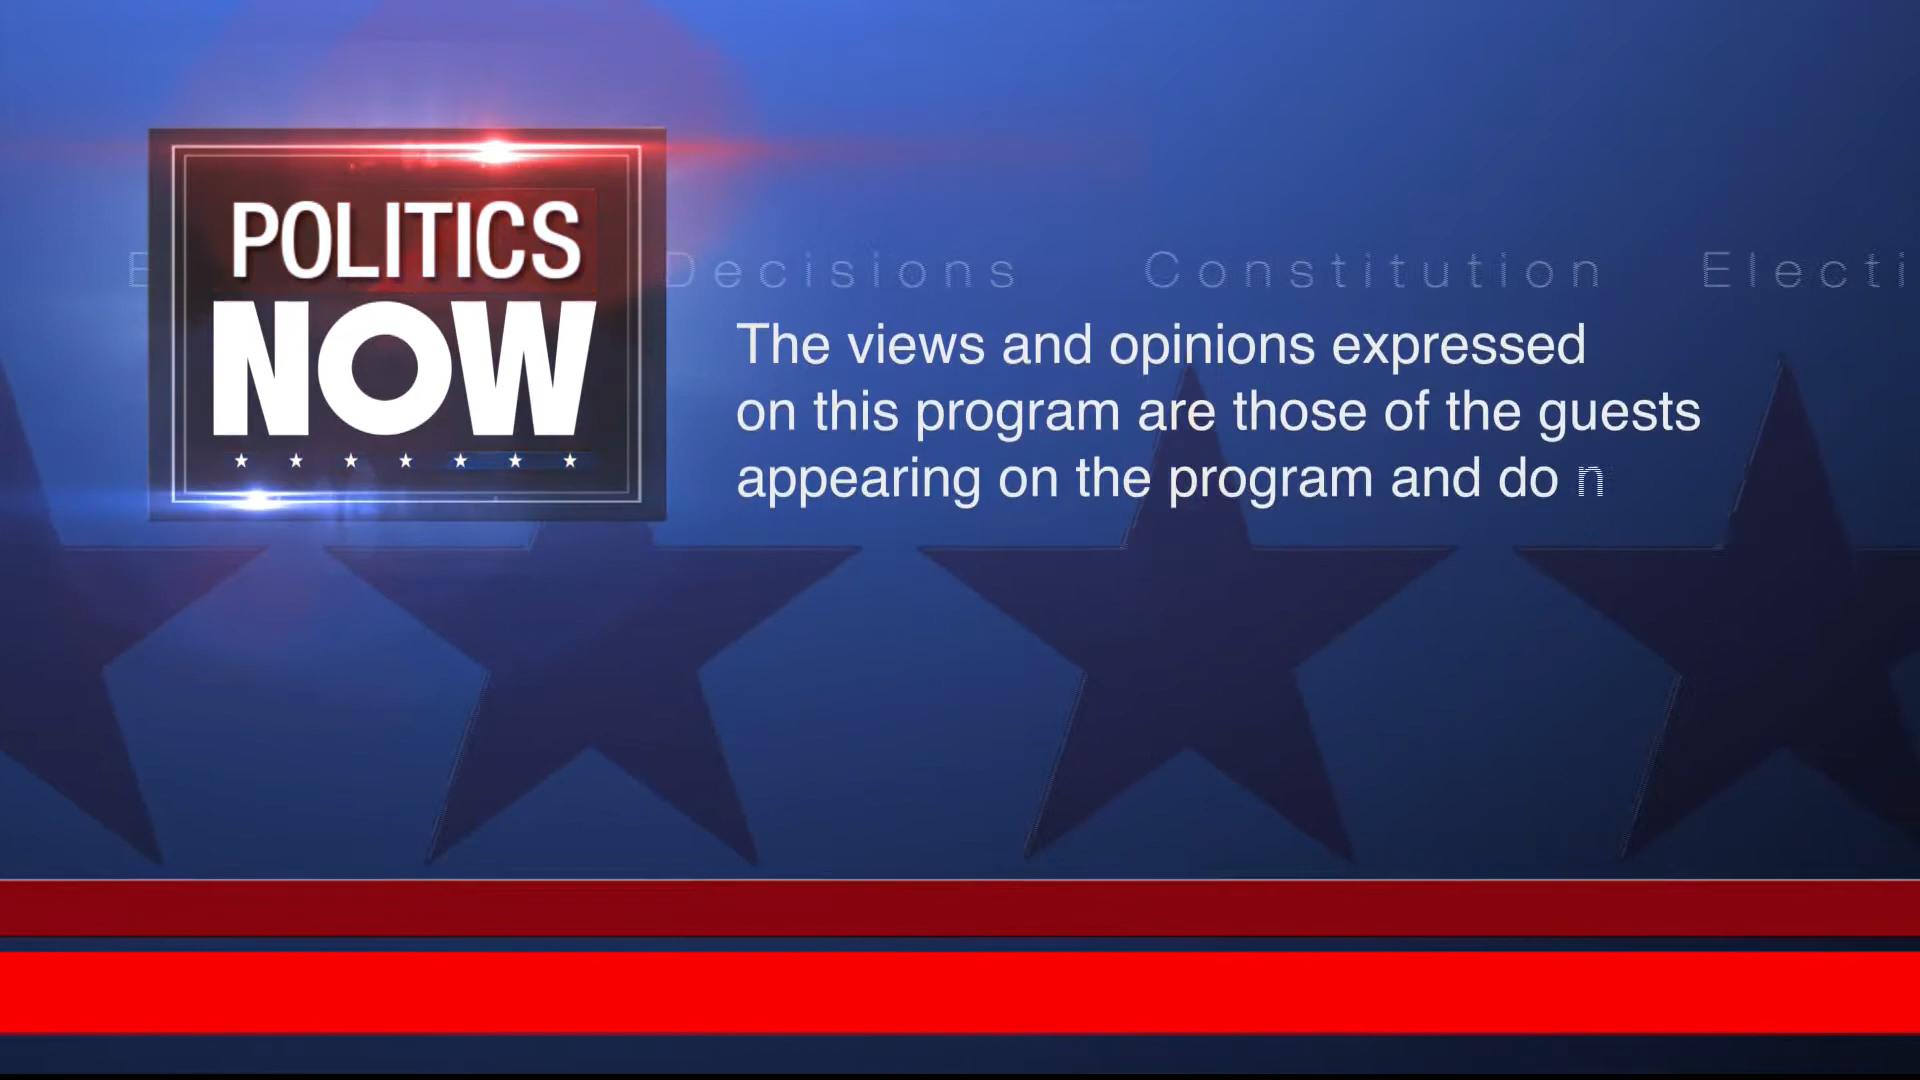 POLITICS
NOW
Decisions Constitution
The views and opinions expressed
on this program are those of the guests
appearing on the program and do n